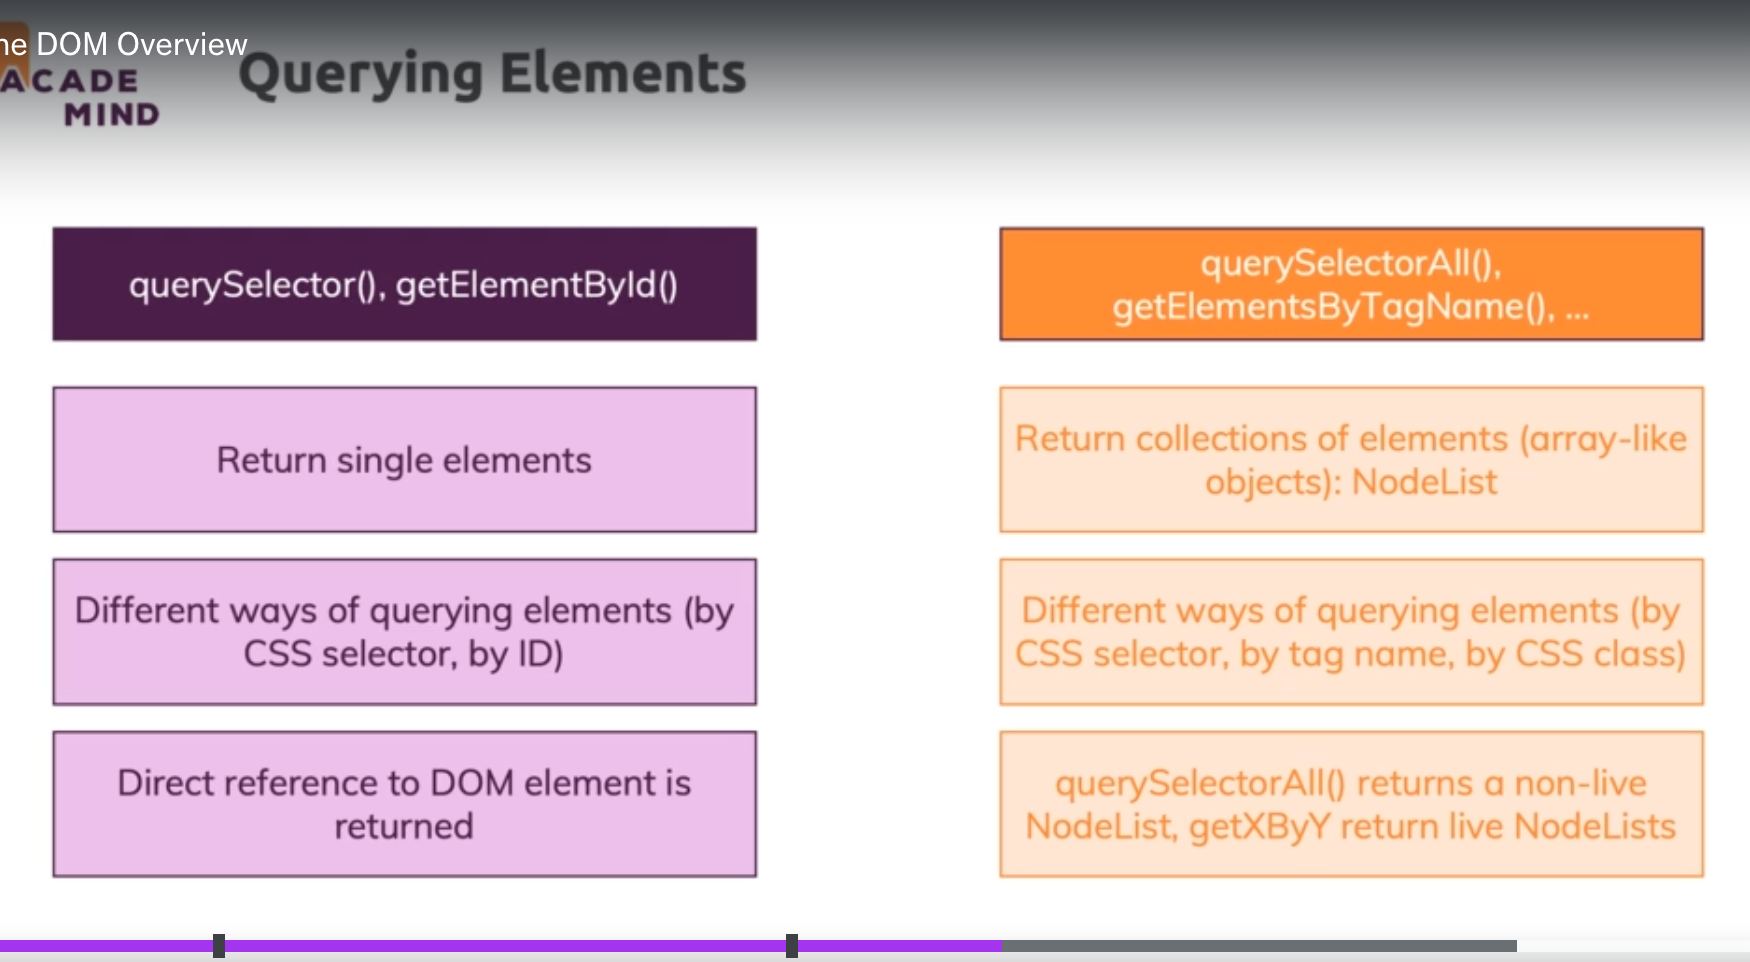 he DOM Overview
ACADE
MIND
Querying Elements
querySelector(), getElementById()
querySelectorAll(),
getElementsByTagName(), ...
Return single elements
Return collections of elements (array-like
objects): NodeList
Different ways of querying elements (by
CSS selector, by ID)
Different ways of querying elements (by
CSS selector, by tag name, by CSS class)
Direct reference to DOM element is
returned
querySelectorAll() returns a non-live
NodeList, getXByY return live NodeLists